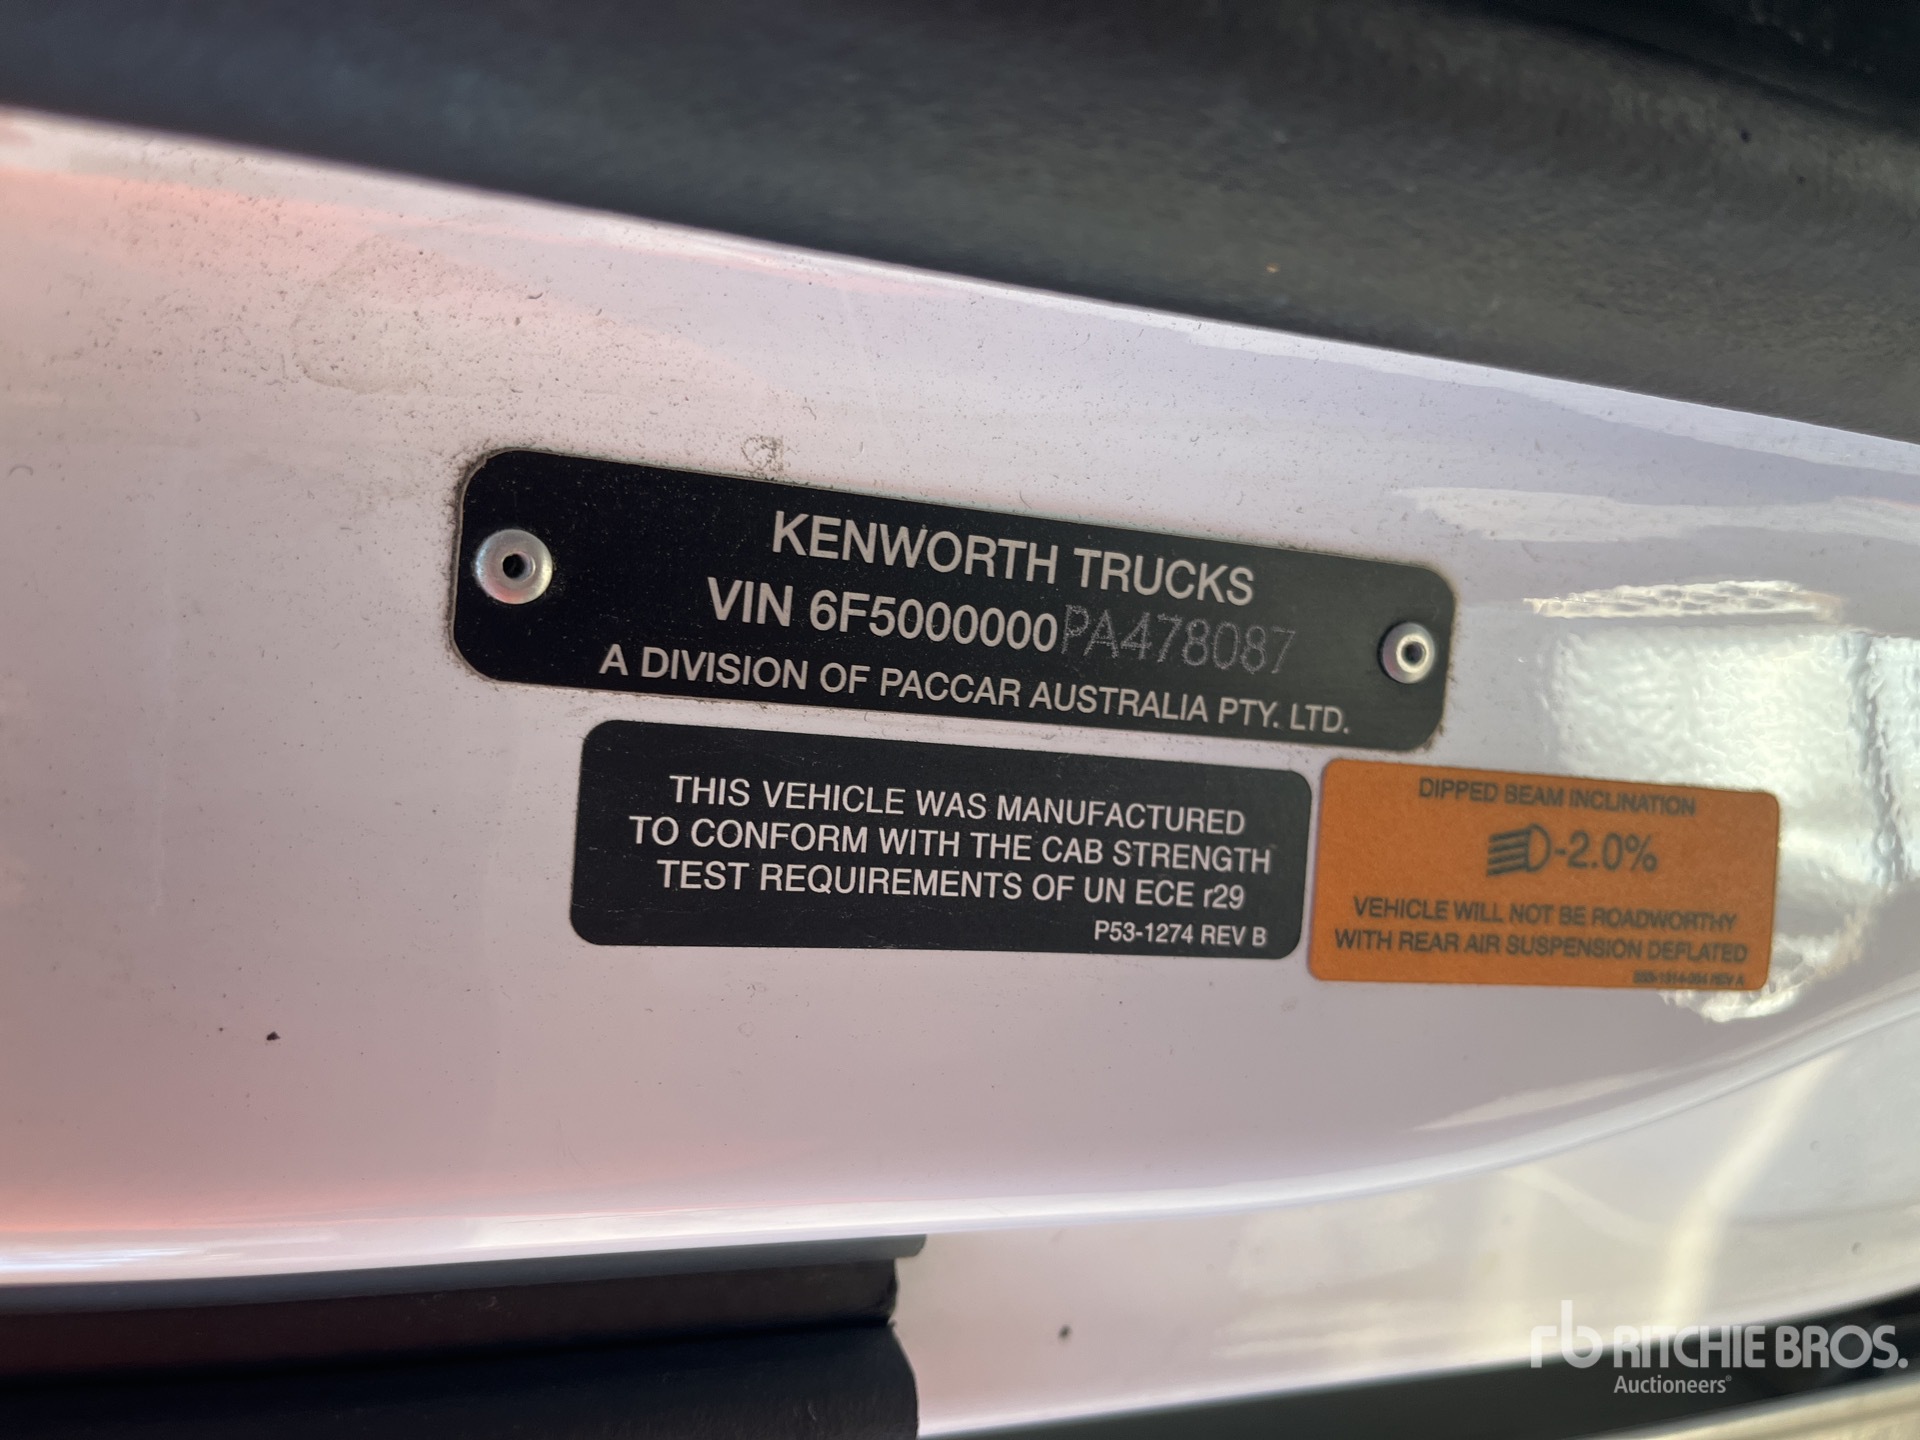 KENWORTH TRUCKS
VIN 6F5000000PA478087
A DIVISION OF PACCAR AUSTRALIA PTY. LTD.
THIS VEHICLE WAS MANUFACTURED
TO CONFORM WITH THE CAB STRENGTH
TEST REQUIREMENTS OF UN ECE r29
P53-1274 REV B
DIPPED BEAM INCLINATION
-2.0%
VEHICLE WILL NOT BE ROADWORTHY
WITH REAR AIR SUSPENSION DEFLATED
REV A
rb RITCHIE BROS.
Auctioneers®